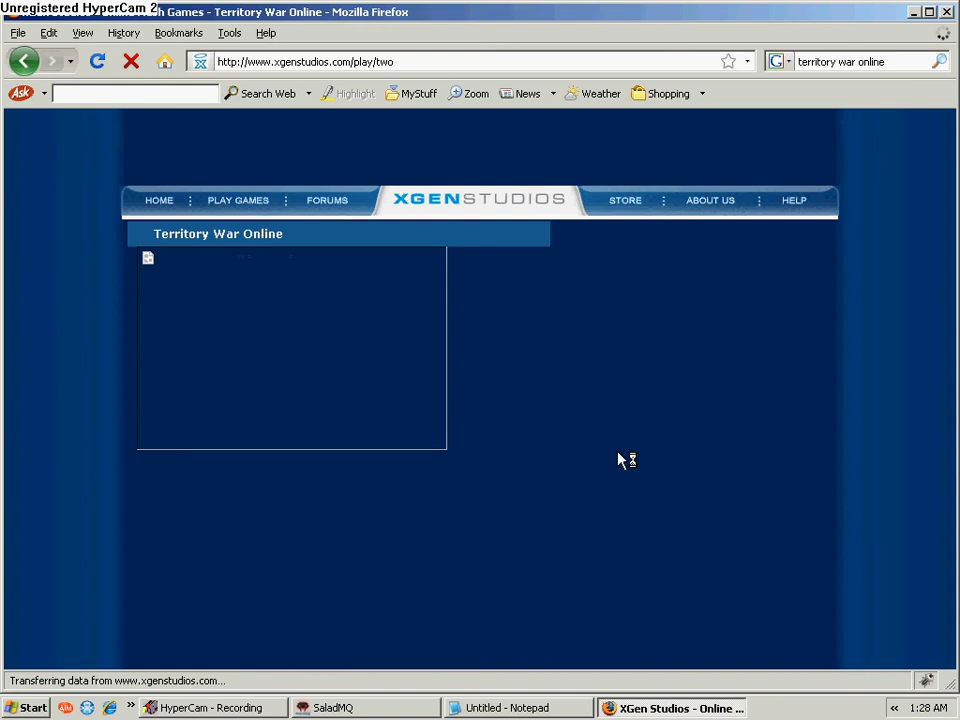 Unregistered HyperCam 2
Games - Territory War Online - Mozilla Firefox
File Edit View History Bookmarks Tools Help
http://www.xgenstudios.com/play/two
G territory war online
Ask Search Web Highlight MyStuff Zoom News Weather Shopping
HOME PLAY GAMES FORUMS XGENSTUDIOS STORE ABOUT US HELP
Territory War Online
Transferring data from www.xgenstudios.com...
Start HyperCam - Recording SaladMQ Untitled - Notepad XGen Studios - Online ... 1:28 AM